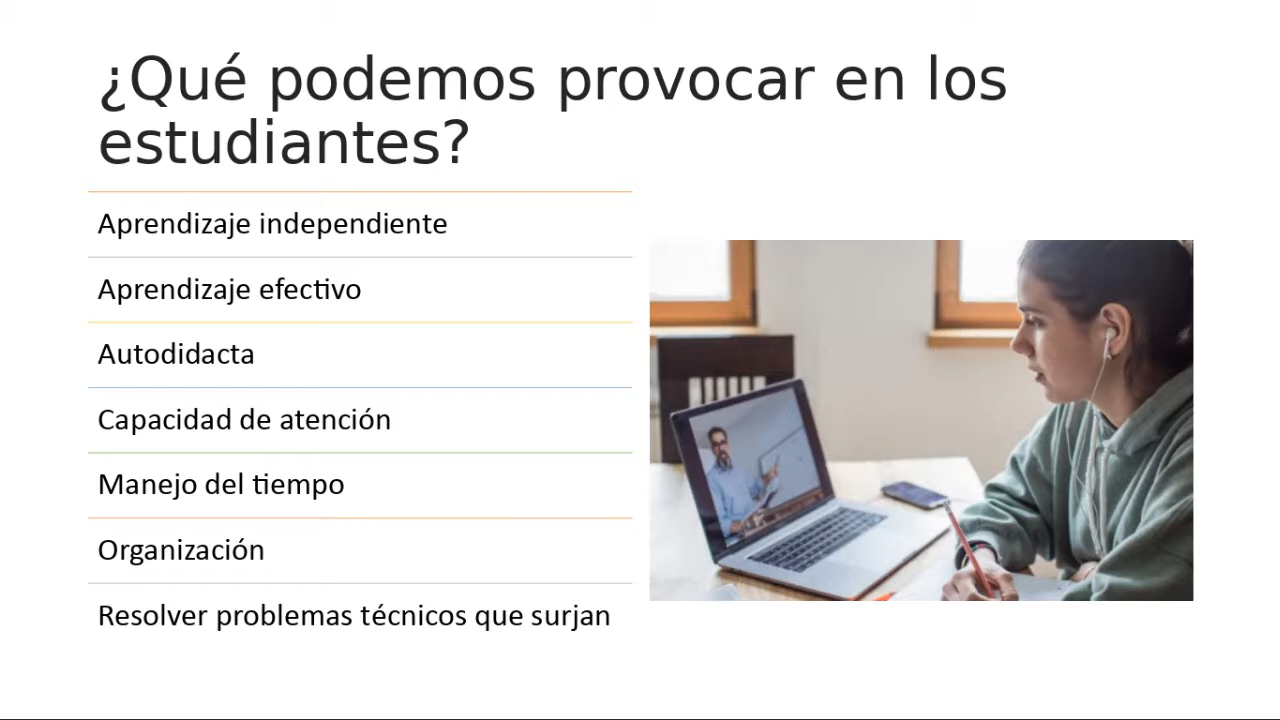 ¿Qué podemos provocar en los
estudiantes?
Aprendizaje independiente
Aprendizaje efectivo
Autodidacta
Capacidad de atención
Manejo del tiempo
Organización
Resolver problemas técnicos que surjan